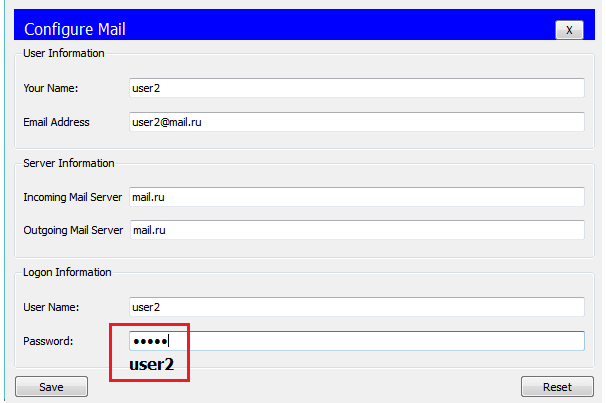 Configure Mail
X
User Information
Your Name: user2
Email Address user2@mail.ru
Server Information
Incoming Mail Server mail.ru
Outgoing Mail Server mail.ru
Logon Information
User Name: user2
Password: •••••
user2
Save Reset